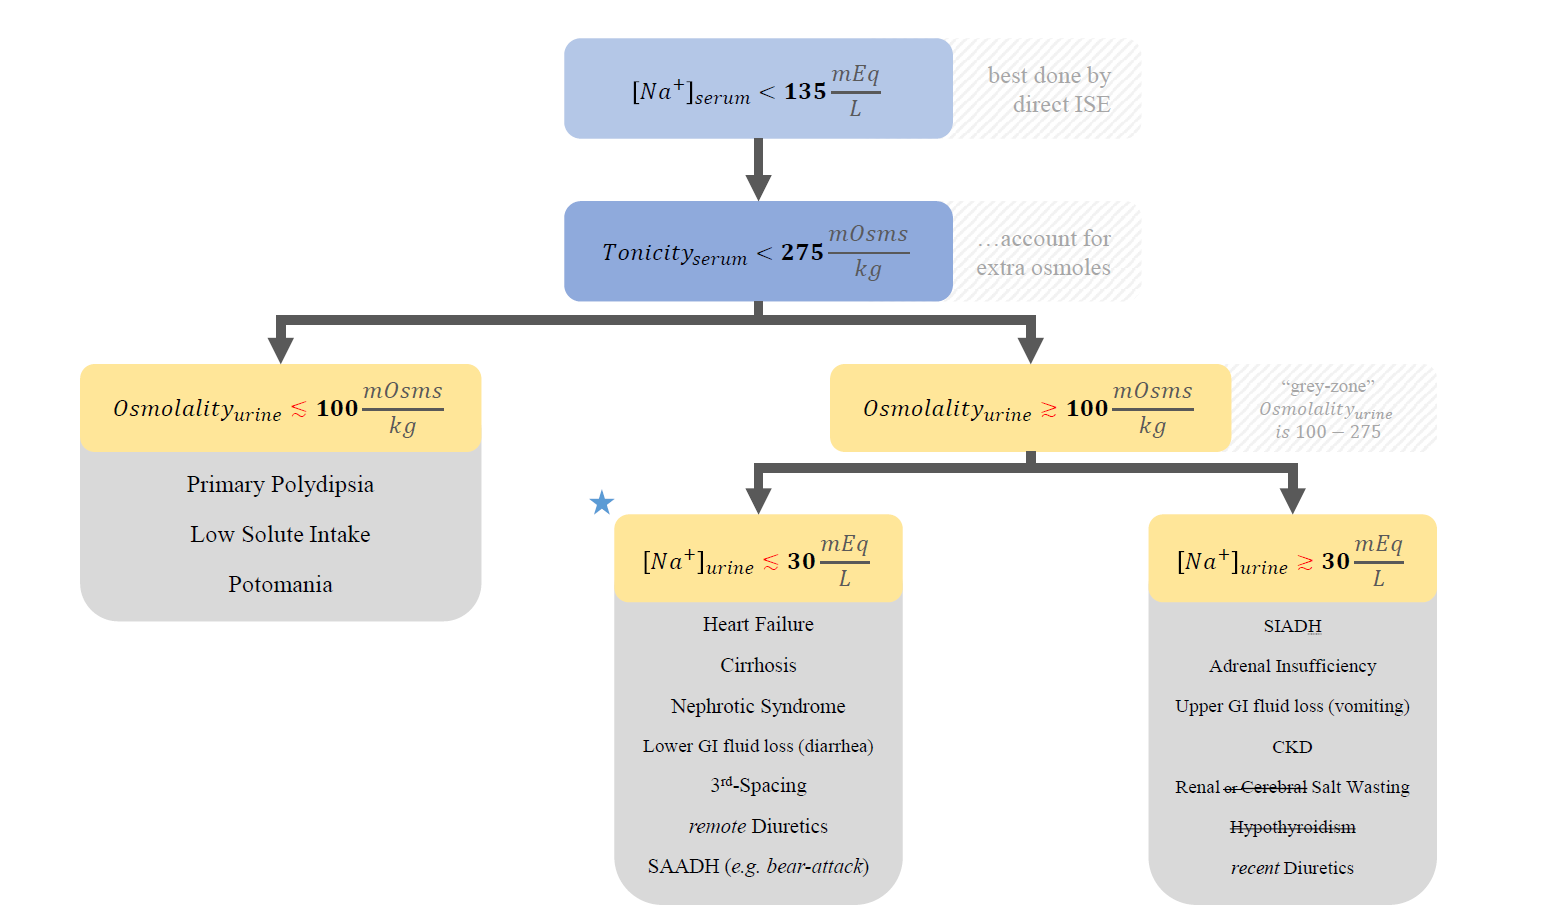 [Na⁺]serum < 135 mEq/L
best done by
direct ISE
Tonicityserum < 275 mOsms/kg
…account for
extra osmoles
Osmolalityurine ≲ 100 mOsms/kg
Primary Polydipsia
Low Solute Intake
Potomania
Osmolalityurine ≳ 100 mOsms/kg
“grey-zone”
Osmolalityurine
is 100 − 275
[Na⁺]urine ≲ 30 mEq/L
Heart Failure
Cirrhosis
Nephrotic Syndrome
Lower GI fluid loss (diarrhea)
3rd-Spacing
remote Diuretics
SAADH (e.g. bear-attack)
[Na⁺]urine ≳ 30 mEq/L
SIADH
Adrenal Insufficiency
Upper GI fluid loss (vomiting)
CKD
Renal or Cerebral Salt Wasting
Hypothyroidism
recent Diuretics